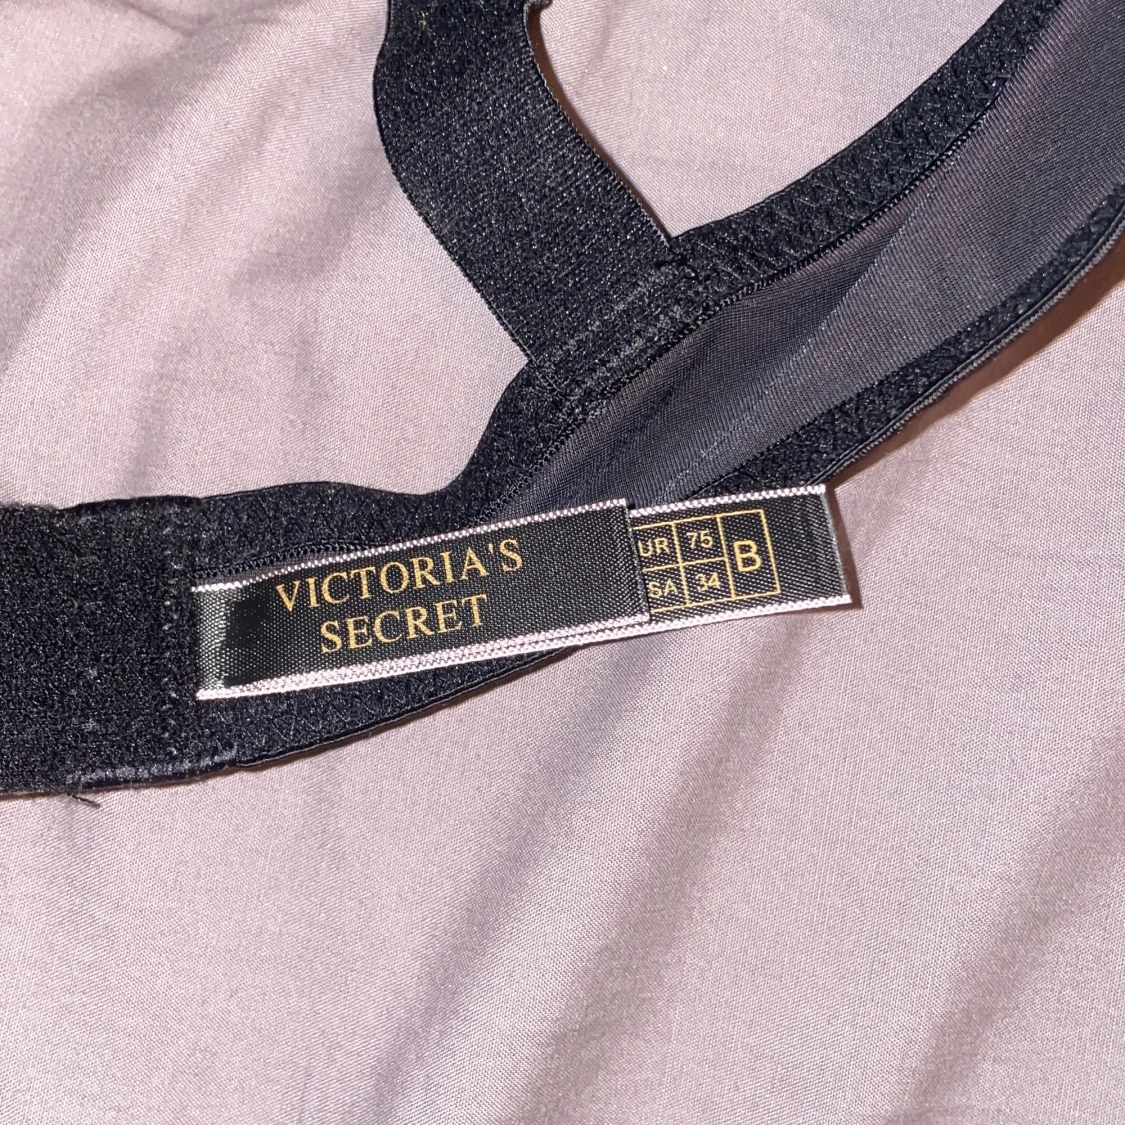 VICTORIA'S
SECRET
UR 75 B
SA 34